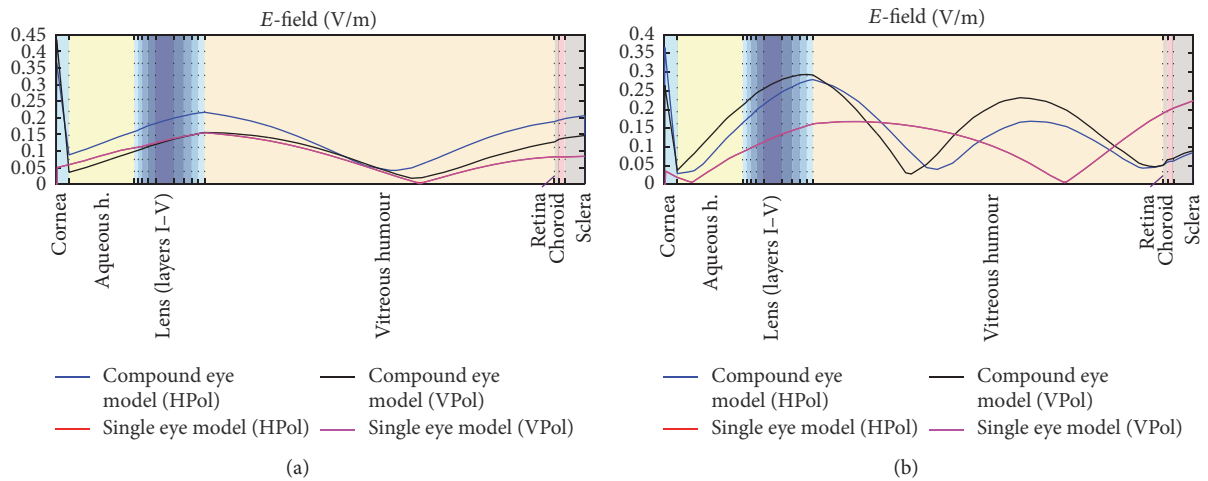 E-field (V/m)
0.45
0.4
0.35
0.3
0.25
0.2
0.15
0.1
0.05
0
Cornea
Aqueous h.
Lens (layers I–V)
Vitreous humour
Retina
Choroid
Sclera
Compound eye
model (HPol)
Single eye model (HPol)
Compound eye
model (VPol)
Single eye model (VPol)
(a)
E-field (V/m)
0.4
0.35
0.3
0.25
0.2
0.15
0.1
0.05
0
Cornea
Aqueous h.
Lens (layers I–V)
Vitreous humour
Retina
Choroid
Sclera
Compound eye
model (HPol)
Single eye model (HPol)
Compound eye
model (VPol)
Single eye model (VPol)
(b)